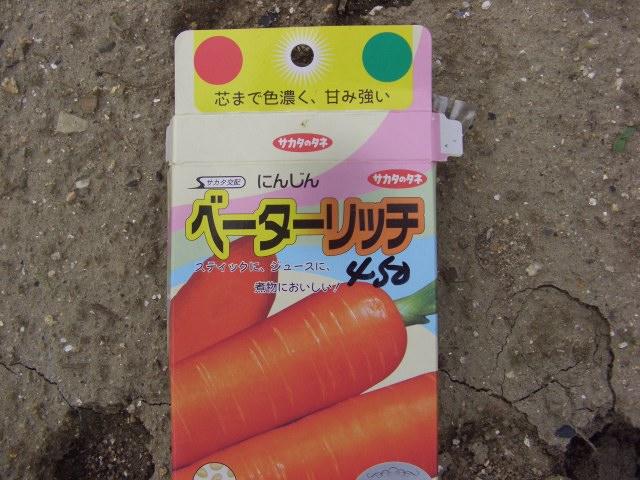 芯まで色濃く、甘み強い
サカタのタネ
サカタ交配 にんじん サカタのタネ
ベーターリッチ
スティックに、ジュースに、
煮物においしい!
450